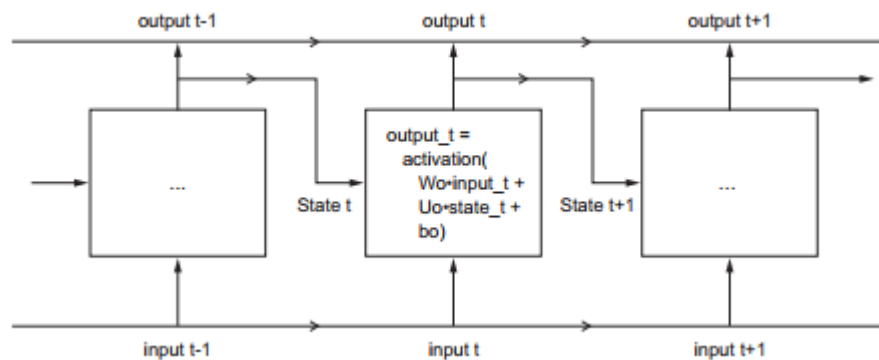 output t-1
output t
output t+1
...
output_t =
activation(
Wo•input_t +
Uo•state_t +
bo)
...
State t
State t+1
input t-1
input t
input t+1